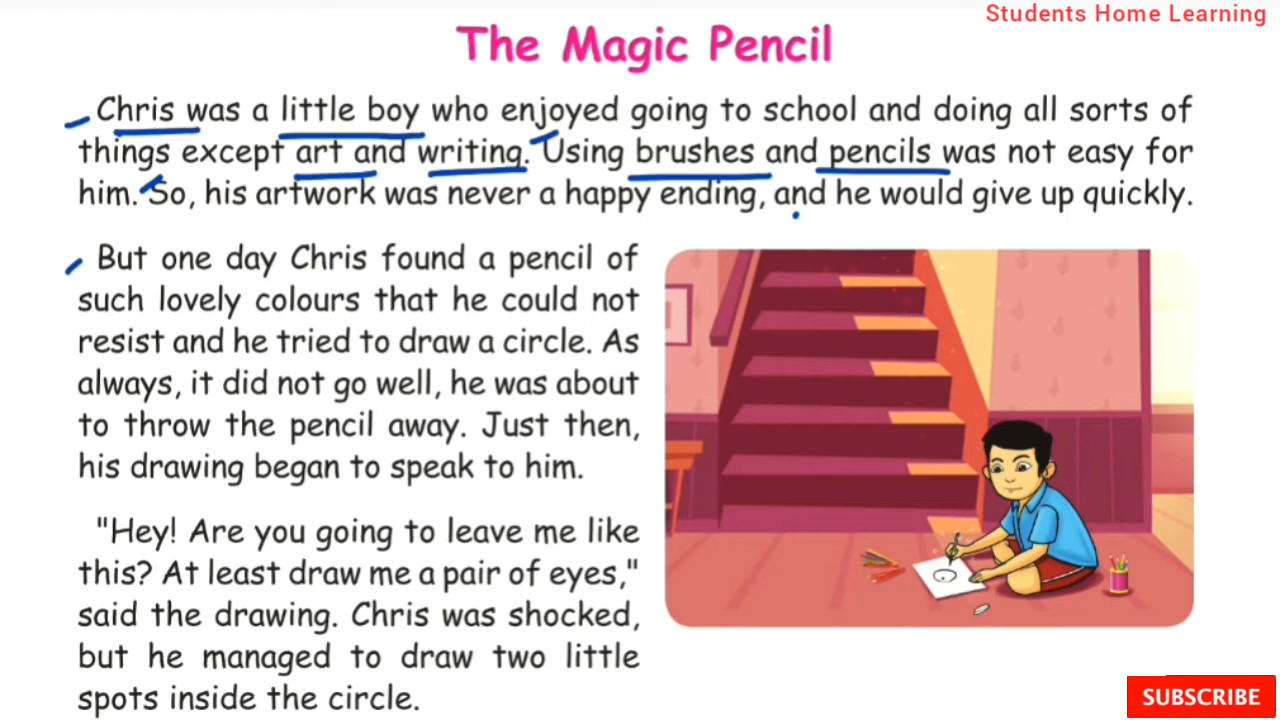 Students Home Learning
The Magic Pencil
Chris was a little boy who enjoyed going to school and doing all sorts of
things except art and writing. Using brushes and pencils was not easy for
him. So, his artwork was never a happy ending, and he would give up quickly.
But one day Chris found a pencil of
such lovely colours that he could not
resist and he tried to draw a circle. As
always, it did not go well, he was about
to throw the pencil away. Just then,
his drawing began to speak to him.
"Hey! Are you going to leave me like
this? At least draw me a pair of eyes,"
said the drawing. Chris was shocked,
but he managed to draw two little
spots inside the circle.
SUBSCRIBE